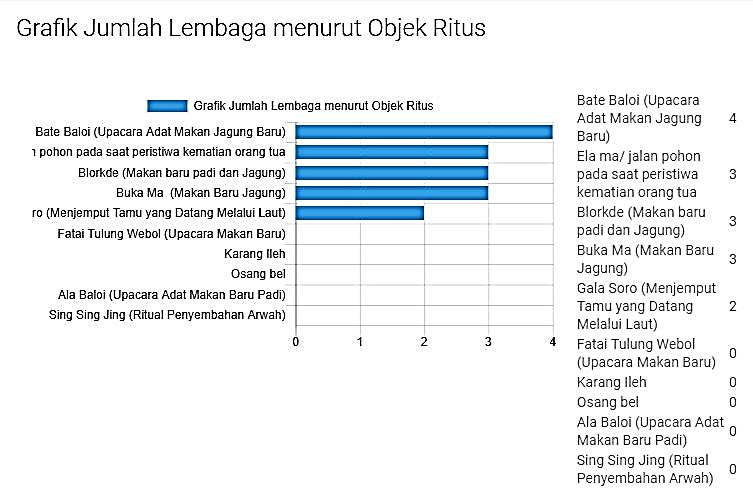 Grafik Jumlah Lembaga menurut Objek Ritus
Grafik Jumlah Lembaga menurut Objek Ritus
Bate Baloi (Upacara Adat Makan Jagung Baru)
pohon pada saat peristiwa kematian orang tua
Blorkde (Makan baru padi dan Jagung)
Buka Ma (Makan Baru Jagung)
ro (Menjemput Tamu yang Datang Melalui Laut)
Fatai Tulung Webol (Upacara Makan Baru)
Karang Ileh
Osang bel
Ala Baloi (Upacara Adat Makan Baru Padi)
Sing Sing Jing (Ritual Penyembahan Arwah)
0 1 2 3 4
Bate Baloi (Upacara
Adat Makan Jagung 4
Baru)
Ela ma/ jalan pohon
pada saat peristiwa 3
kematian orang tua
Blorkde (Makan baru
padi dan Jagung) 3
Buka Ma (Makan Baru
Jagung) 3
Gala Soro (Menjemput
Tamu yang Datang 2
Melalui Laut)
Fatai Tulung Webol
(Upacara Makan Baru) 0
Karang Ileh 0
Osang bel 0
Ala Baloi (Upacara Adat
Makan Baru Padi) 0
Sing Sing Jing (Ritual
Penyembahan Arwah) 0